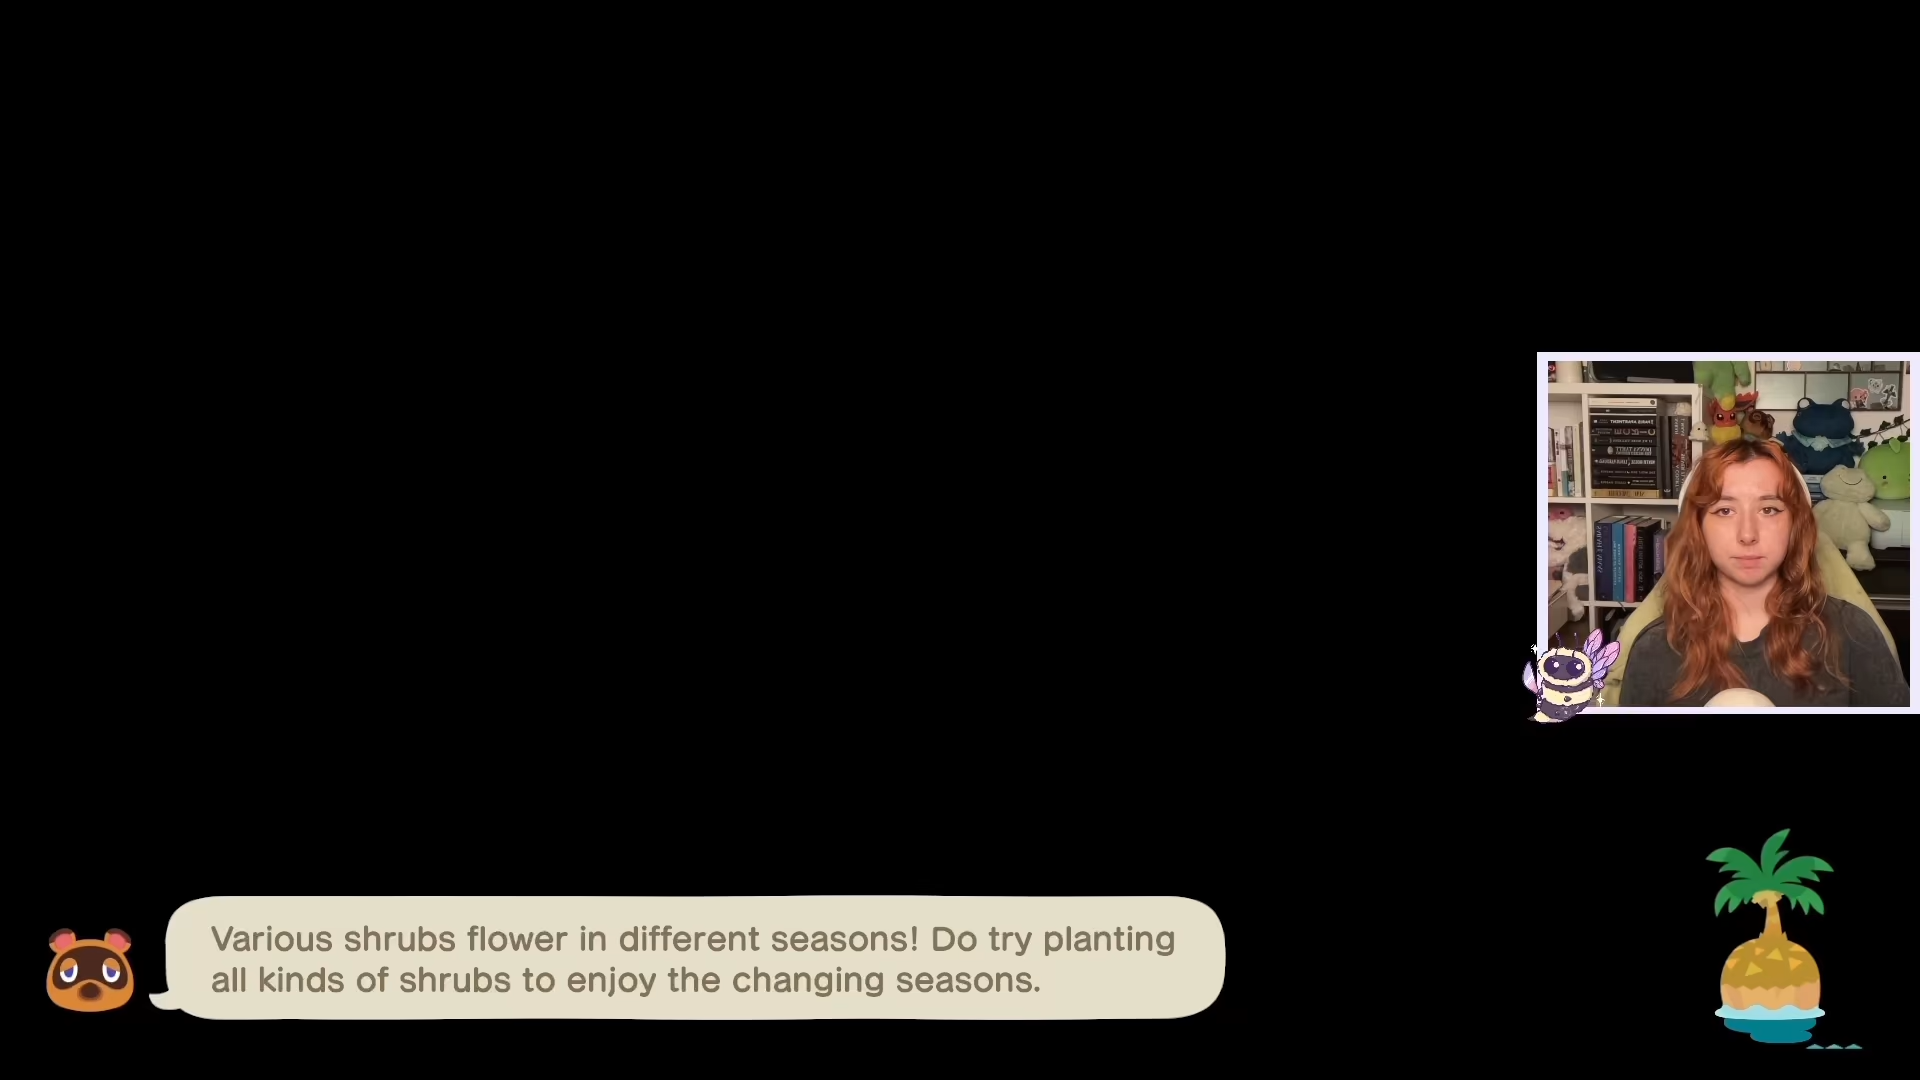 Various shrubs flower in different seasons! Do try planting
all kinds of shrubs to enjoy the changing seasons.